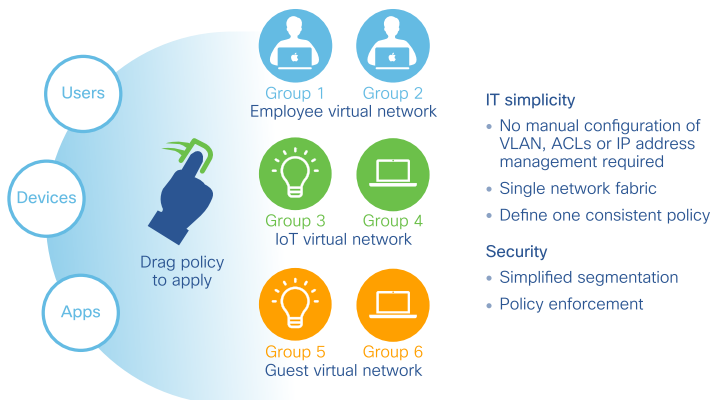 Users
Devices
Apps
Drag policy
to apply
Group 1
Group 2
Employee virtual network
Group 3
Group 4
IoT virtual network
Group 5
Group 6
Guest virtual network
IT simplicity
• No manual configuration of
VLAN, ACLs or IP address
management required
• Single network fabric
• Define one consistent policy
Security
• Simplified segmentation
• Policy enforcement